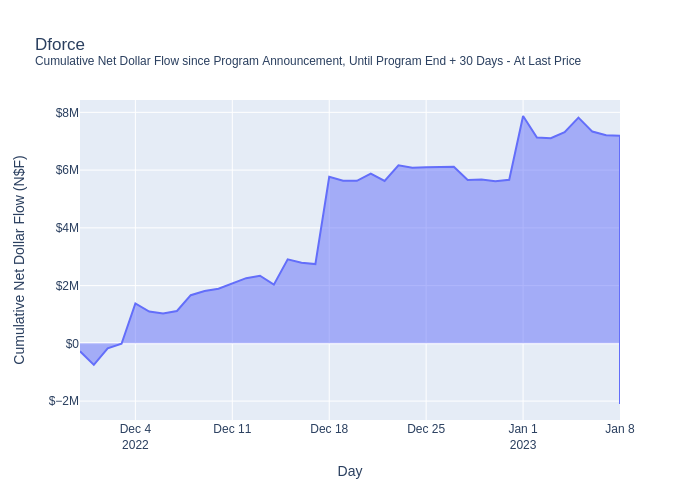 Dforce
Cumulative Net Dollar Flow since Program Announcement, Until Program End + 30 Days - At Last Price
Cumulative Net Dollar Flow (N$F)
$8M
$6M
$4M
$2M
$0
$−2M
Dec 4
2022
Dec 11
Dec 18
Dec 25
Jan 1
2023
Jan 8
Day